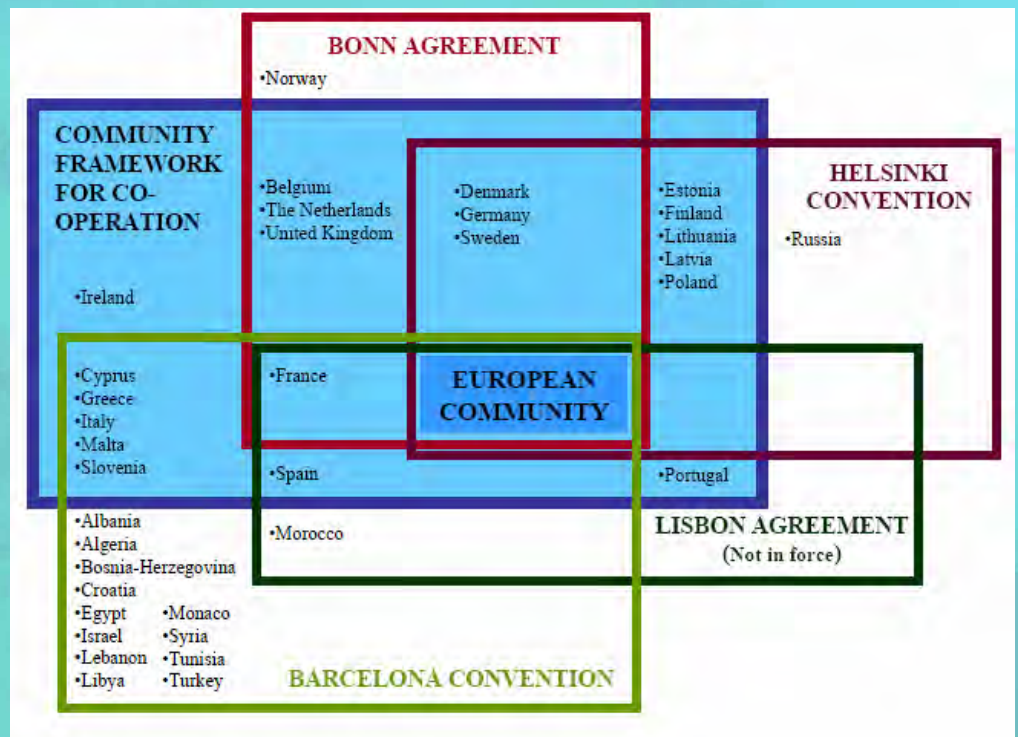 BONN AGREEMENT
•Norway
COMMUNITY
FRAMEWORK
FOR CO-
OPERATION
•Ireland
•Belgium
•The Netherlands
•United Kingdom
•Denmark
•Germany
•Sweden
•Estonia
•Finland
•Lithuania
•Latvia
•Poland
HELSINKI
CONVENTION
•Russia
•Cyprus
•Greece
•Italy
•Malta
•Slovenia
•France
EUROPEAN
COMMUNITY
•Spain
•Portugal
•Albania
•Algeria
•Bosnia-Herzegovina
•Croatia
•Egypt •Monaco
•Israel •Syria
•Lebanon •Tunisia
•Libya •Turkey
•Morocco
LISBON AGREEMENT
(Not in force)
BARCELONA CONVENTION